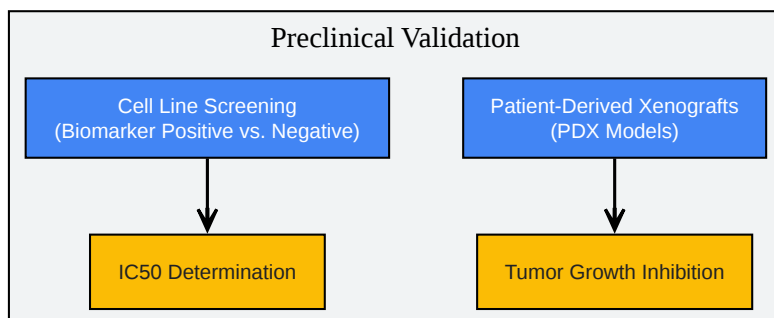 Preclinical Validation
Cell Line Screening
(Biomarker Positive vs. Negative)
Patient-Derived Xenografts
(PDX Models)
IC50 Determination
Tumor Growth Inhibition